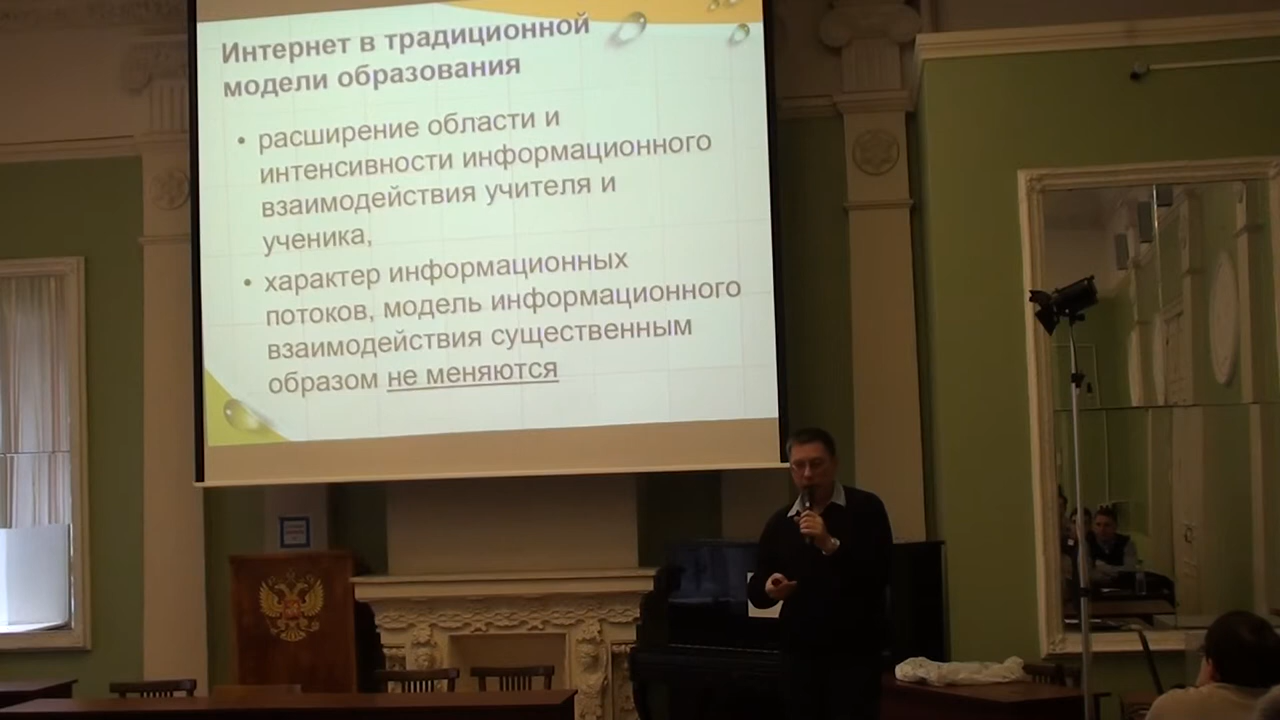 Интернет в традиционной
модели образования
• расширение области и
интенсивности информационного
взаимодействия учителя и
ученика,
• характер информационных
потоков, модель информационного
взаимодействия существенным
образом не меняются